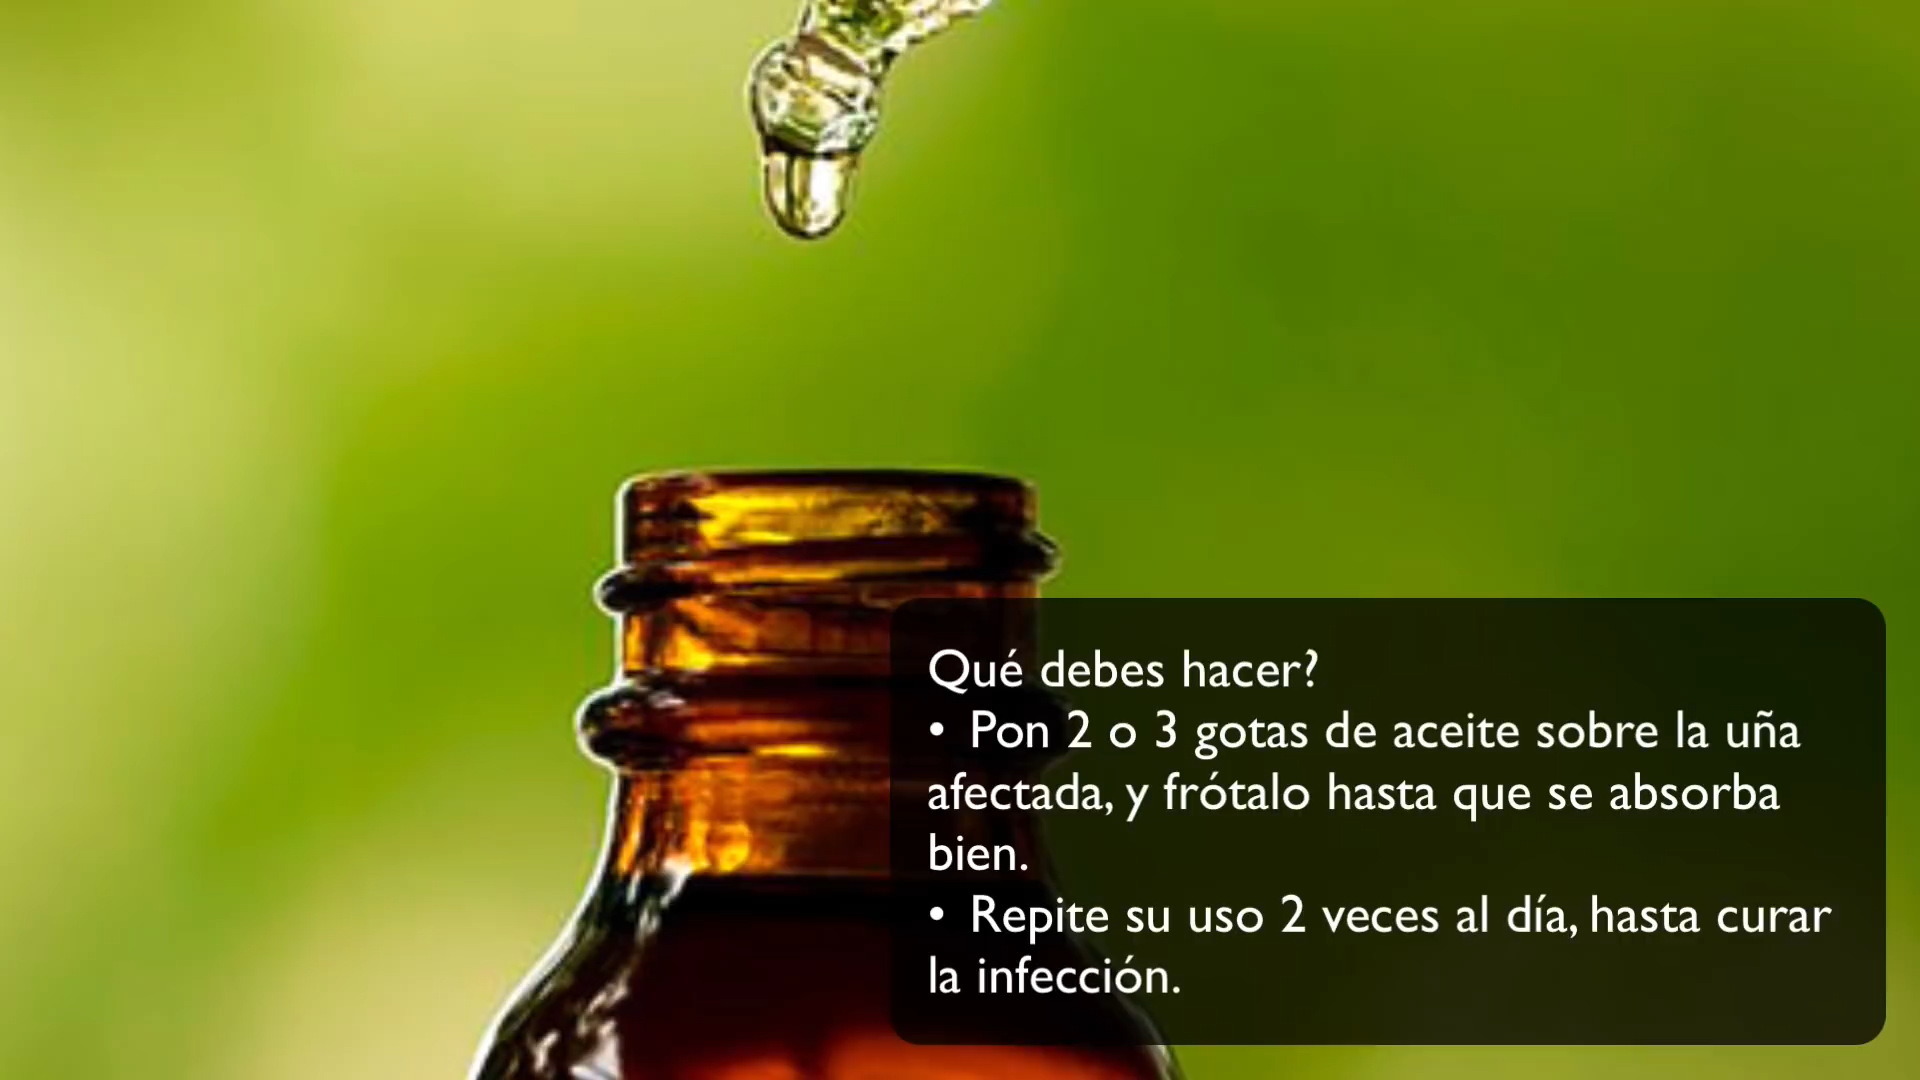 Qué debes hacer?
• Pon 2 o 3 gotas de aceite sobre la uña
afectada, y frótalo hasta que se absorba
bien.
• Repite su uso 2 veces al día, hasta curar
la infección.